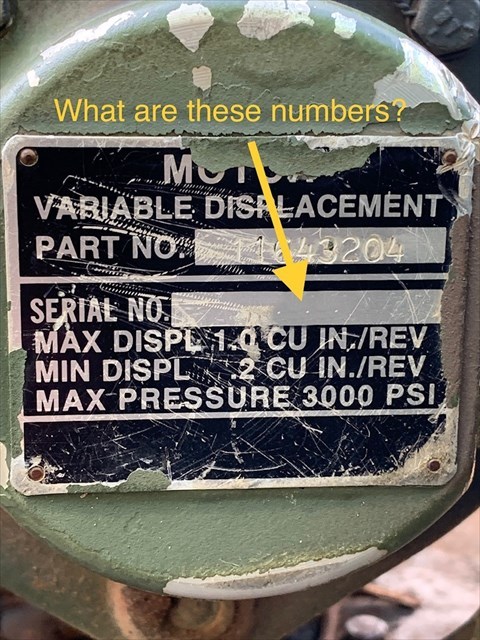 What are these numbers?
VARIABLE DISPLACEMENT
PART NO. 11643204
SERIAL NO.
MAX DISPL 1.0 CU IN./REV
MIN DISPL .2 CU IN./REV
MAX PRESSURE 3000 PSI